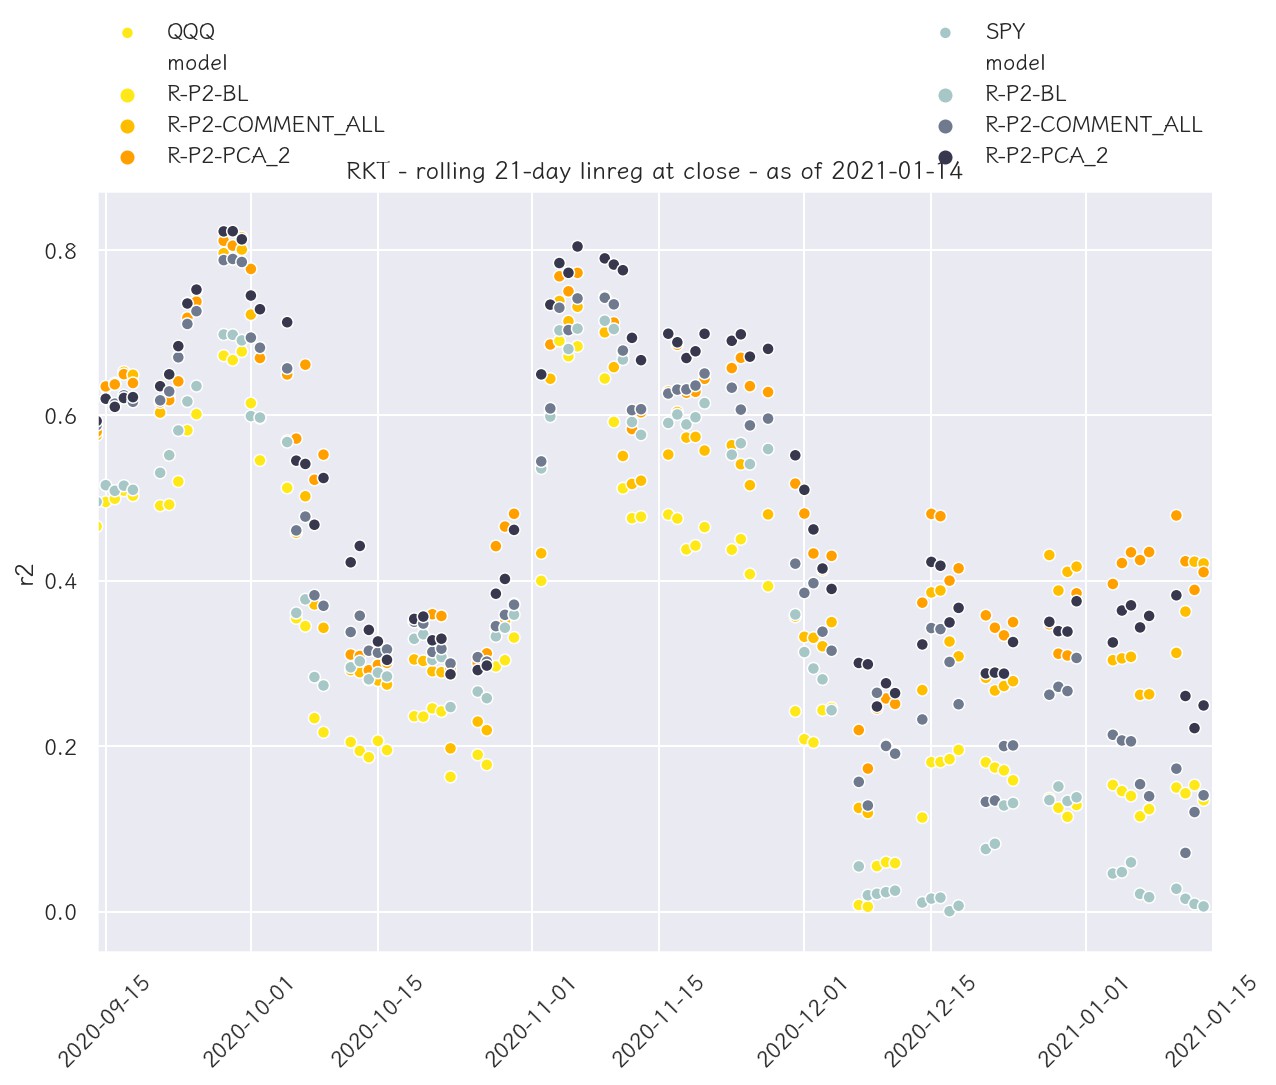 QQQ
model
R-P2-BL
R-P2-COMMENT_ALL
R-P2-PCA_2
SPY
model
R-P2-BL
R-P2-COMMENT_ALL
R-P2-PCA_2
RKT - rolling 21-day linreg at close - as of 2021-01-14
r2
0.8
0.6
0.4
0.2
0.0
2020-09-15
2020-10-01
2020-10-15
2020-11-01
2020-11-15
2020-12-01
2020-12-15
2021-01-01
2021-01-15